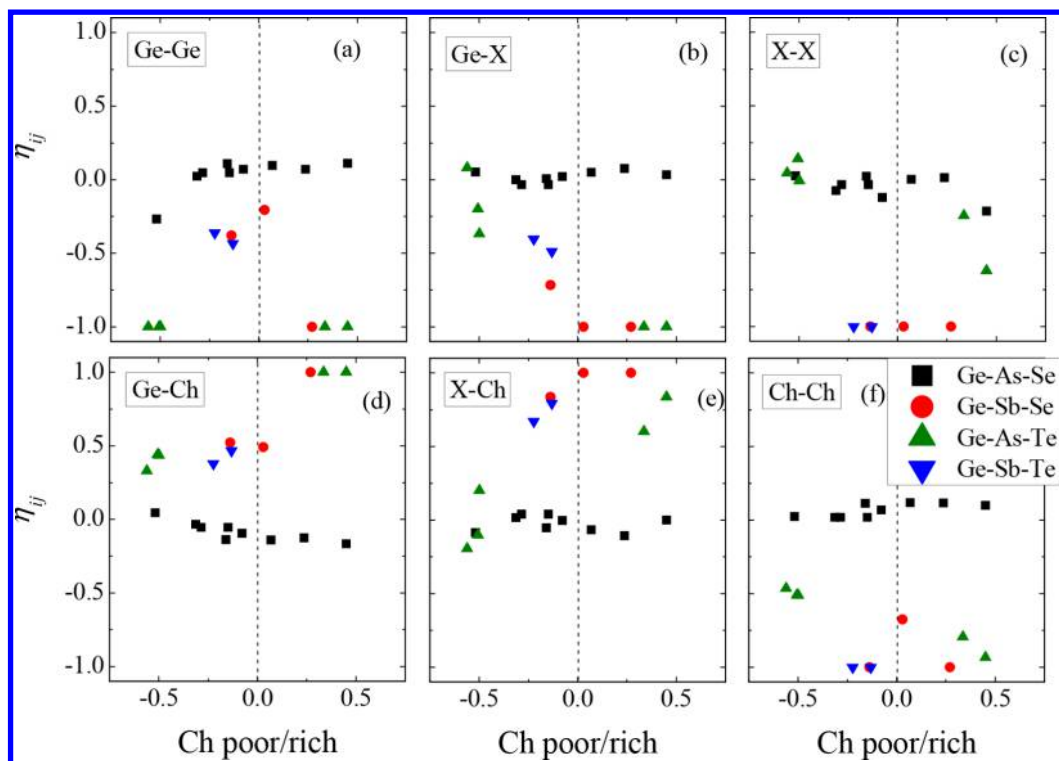 1.0
0.5
0.0
-0.5
-1.0
ηij
Ge-Ge
(a)
Ge-X
(b)
X-X
(c)
1.0
0.5
0.0
-0.5
-1.0
ηij
Ge-Ch
(d)
X-Ch
(e)
Ch-Ch
(f)
Ge-As-Se
Ge-Sb-Se
Ge-As-Te
Ge-Sb-Te
-0.5 0.0 0.5
-0.5 0.0 0.5
-0.5 0.0 0.5
Ch poor/rich
Ch poor/rich
Ch poor/rich